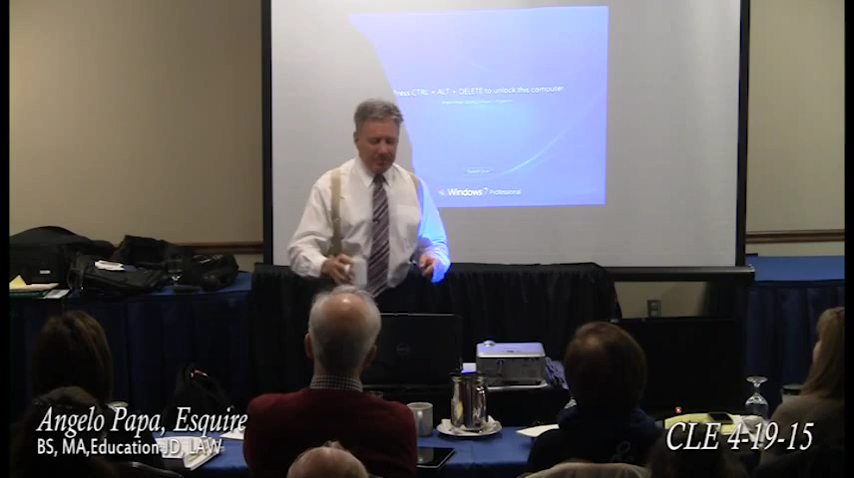 Press CTRL + ALT + DELETE to unlock this computer
Windows 7 Professional
Angelo Papa, Esquire
BS, MA,Education-JD, LAW
CLE 4-19-15